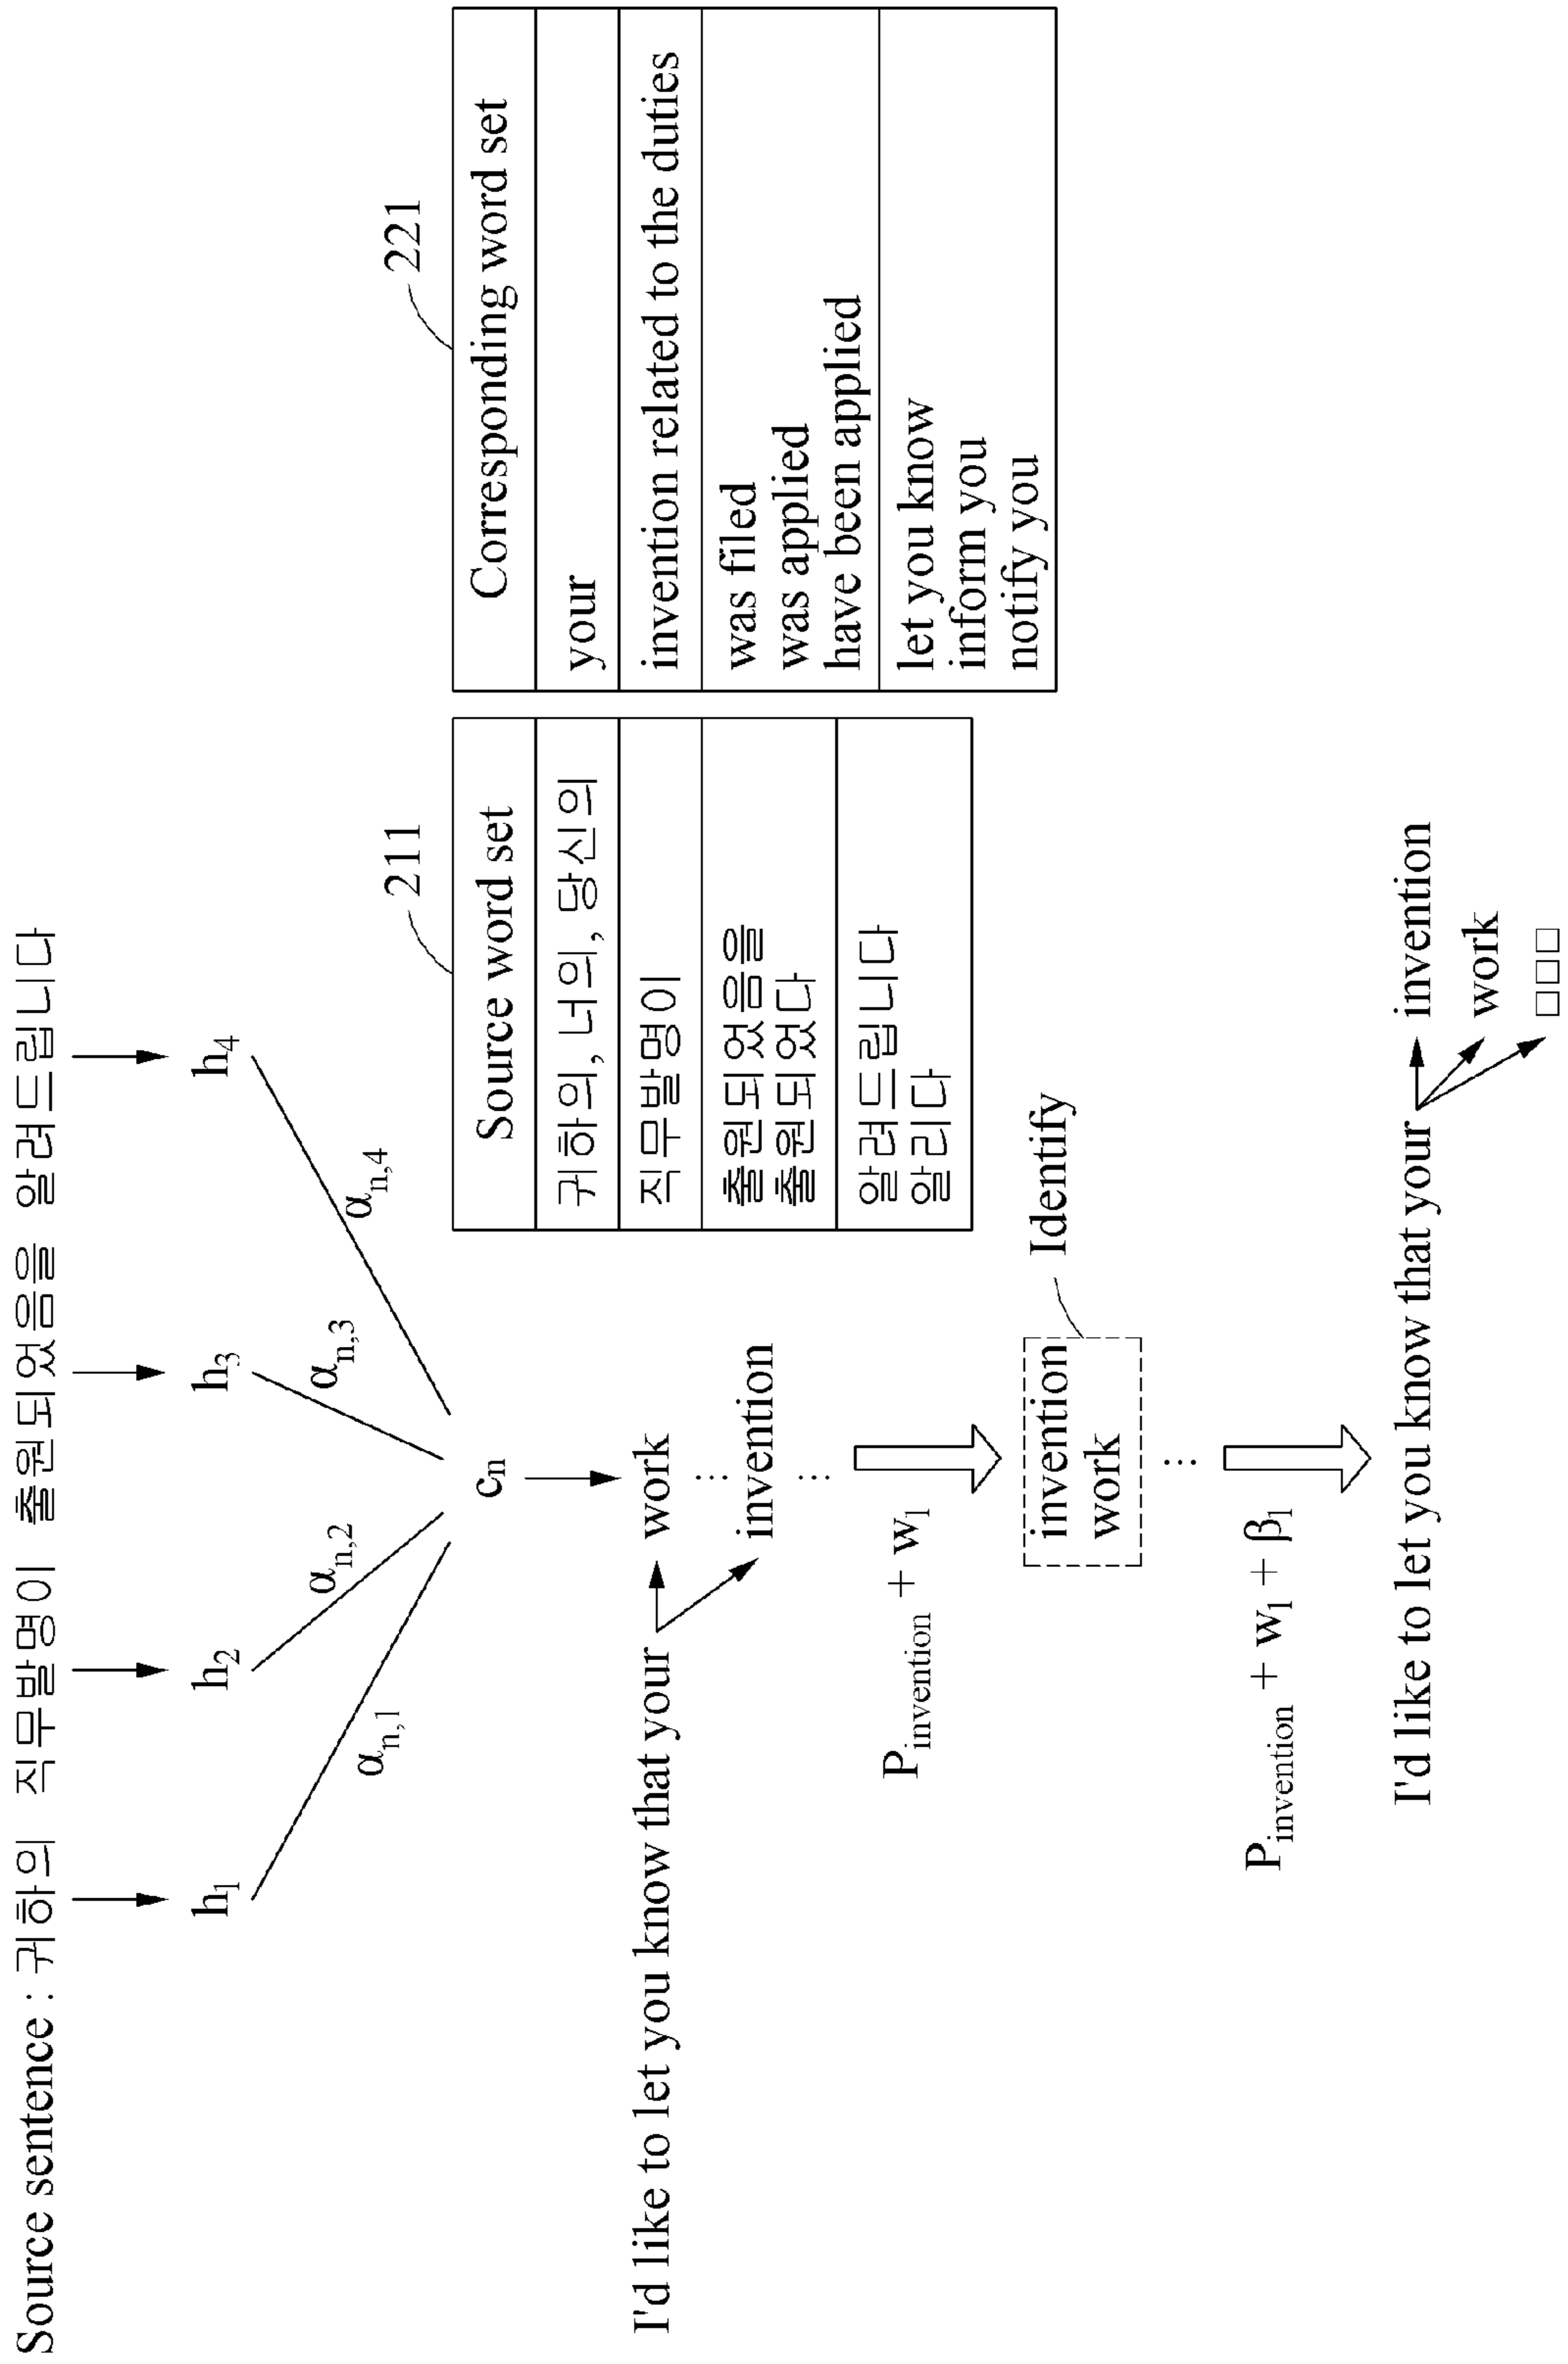 Source sentence : 귀하의 직무발명이 출원되었음을 알려드립니다
h1 h2 h3 h4
αn,1 αn,2 αn,3 αn,4
cn
I'd like to let you know that your work
⋮
invention
⋮
211
Source word set
귀하의, 너의, 당신의
직무발명이
출원되었음을
출원되었다
알려드립니다
알리다
221
Corresponding word set
your
invention related to the duties
was filed
was applied
have been applied
let you know
inform you
notify you
Pinvention + wl
invention
work
Identify
⋮
Pinvention + wl + βl
I'd like to let you know that your invention
work
□□□